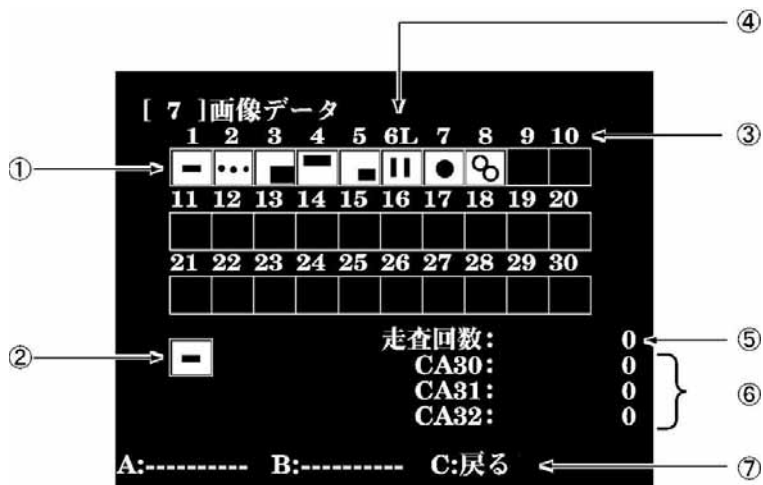 ④
[ 7 ]画像データ
1 2 3 4 5 6L 7 8 9 10
③
①
11 12 13 14 15 16 17 18 19 20
21 22 23 24 25 26 27 28 29 30
②
走査回数: 0
⑤
CA30: 0
CA31: 0
⑥
CA32: 0
A:---------- B:---------- C:戻る
⑦